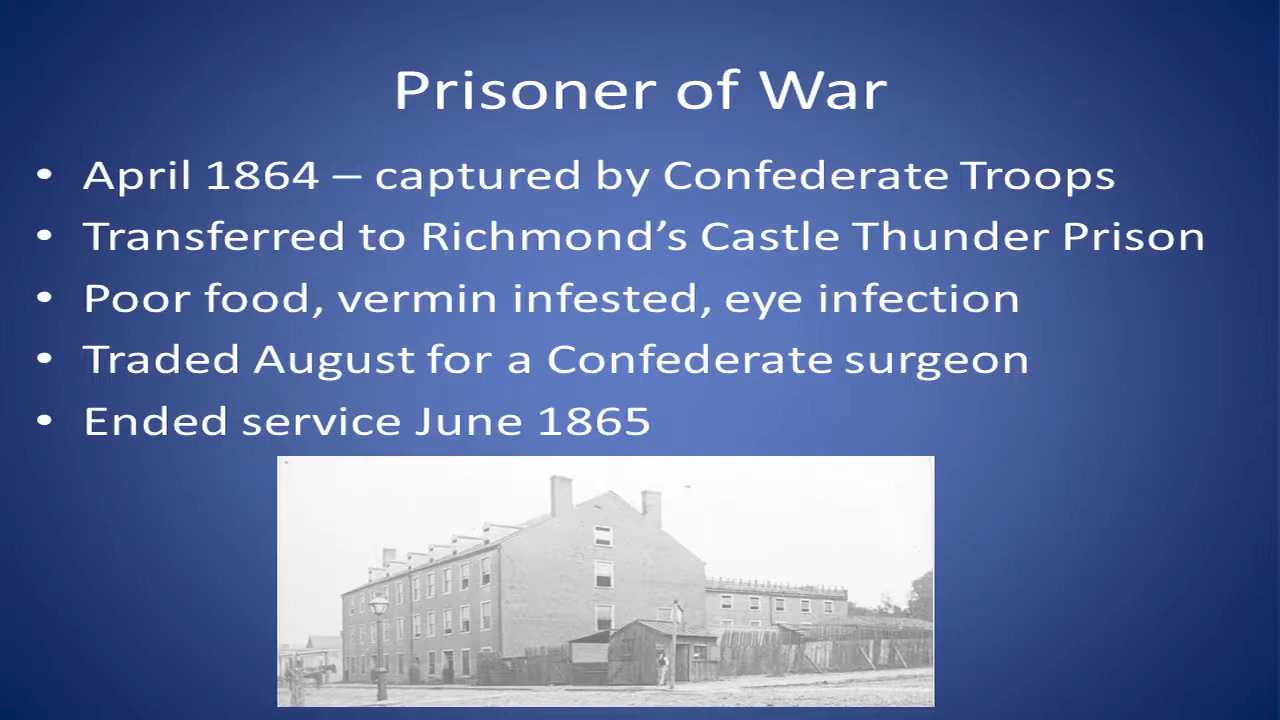 Prisoner of War
• April 1864 – captured by Confederate Troops
• Transferred to Richmond’s Castle Thunder Prison
• Poor food, vermin infested, eye infection
• Traded August for a Confederate surgeon
• Ended service June 1865